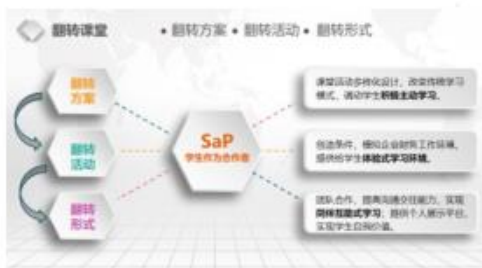 翻转课堂
• 翻转方案 • 翻转活动 • 翻转形式
翻转
方案
翻转
活动
翻转
形式
SaP
学生作为合作者
课堂活动多样化设计，改变传统学习
模式，调动学生积极主动学习。
创造条件，模拟企业财务工作环境，
提供给学生体验式学习环境。
团队合作，提高沟通交往能力，实现
同伴互助式学习；提供个人展示平台，
实现学生自我价值。